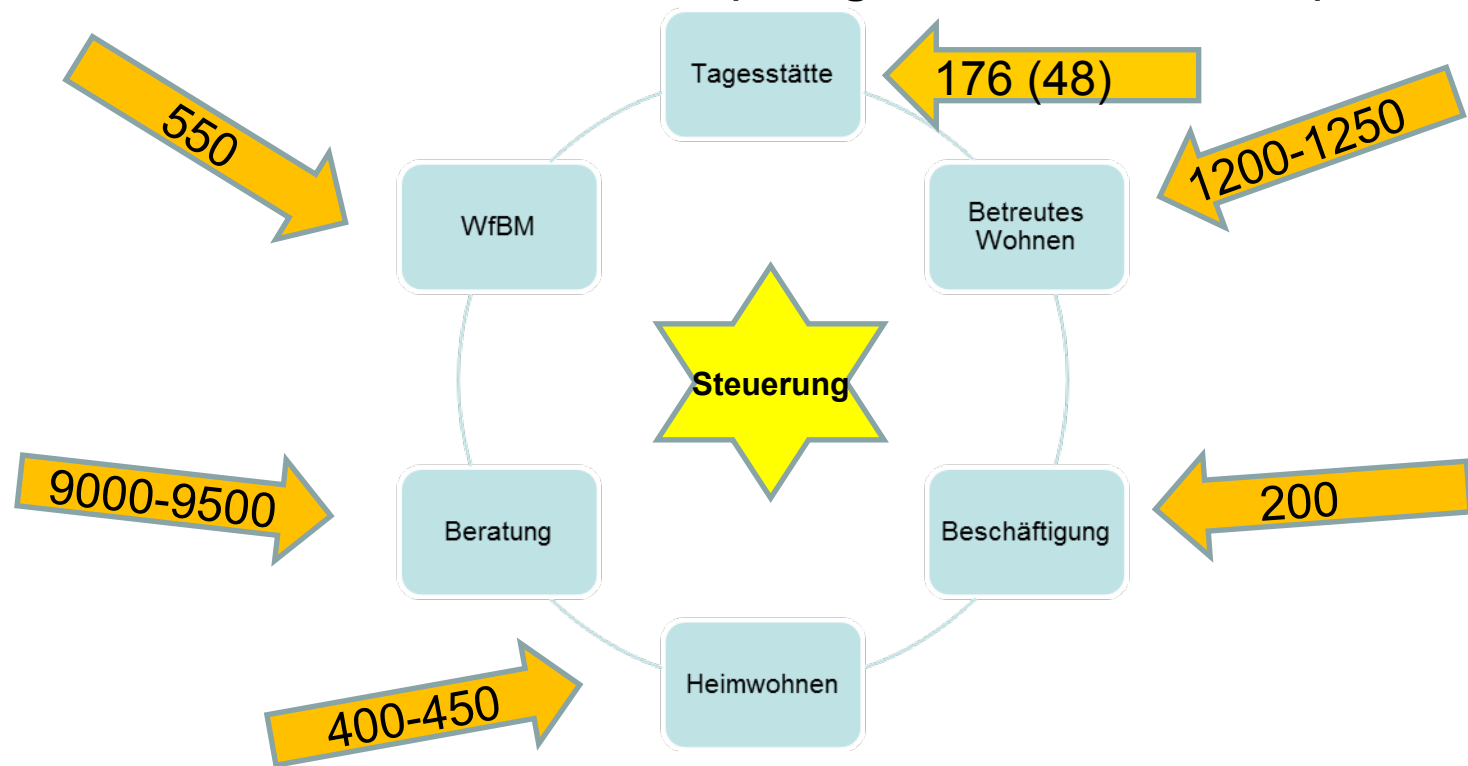 Tagesstätte
176 (48)
550
1200-1250
WfBM
Betreutes
Wohnen
Steuerung
9000-9500
200
Beratung
Beschäftigung
Heimwohnen
400-450